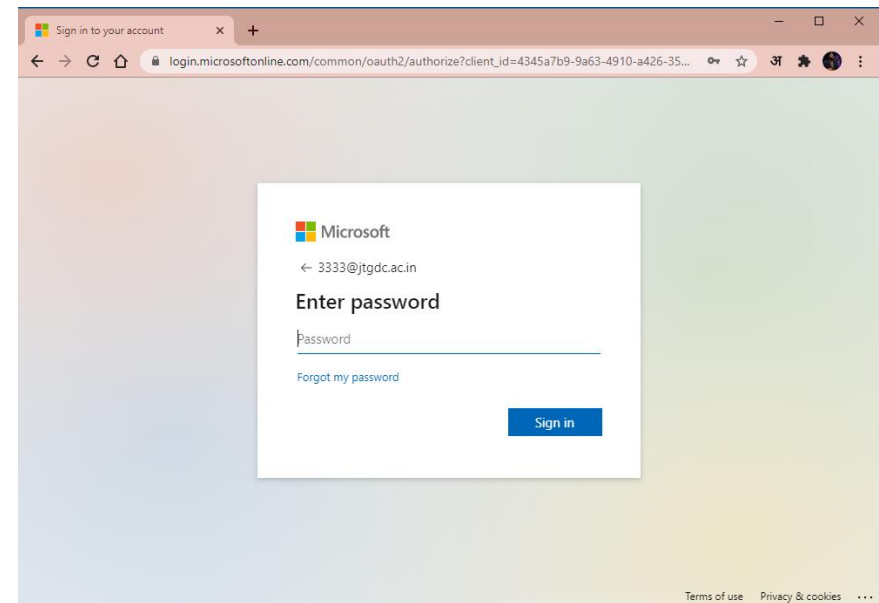 Sign in to your account
login.microsoftonline.com/common/oauth2/authorize?client_id=4345a7b9-9a63-4910-a426-35...
अ
Microsoft
← 3333@jtgdc.ac.in
Enter password
Password
Forgot my password
Sign in
Terms of use Privacy & cookies ...